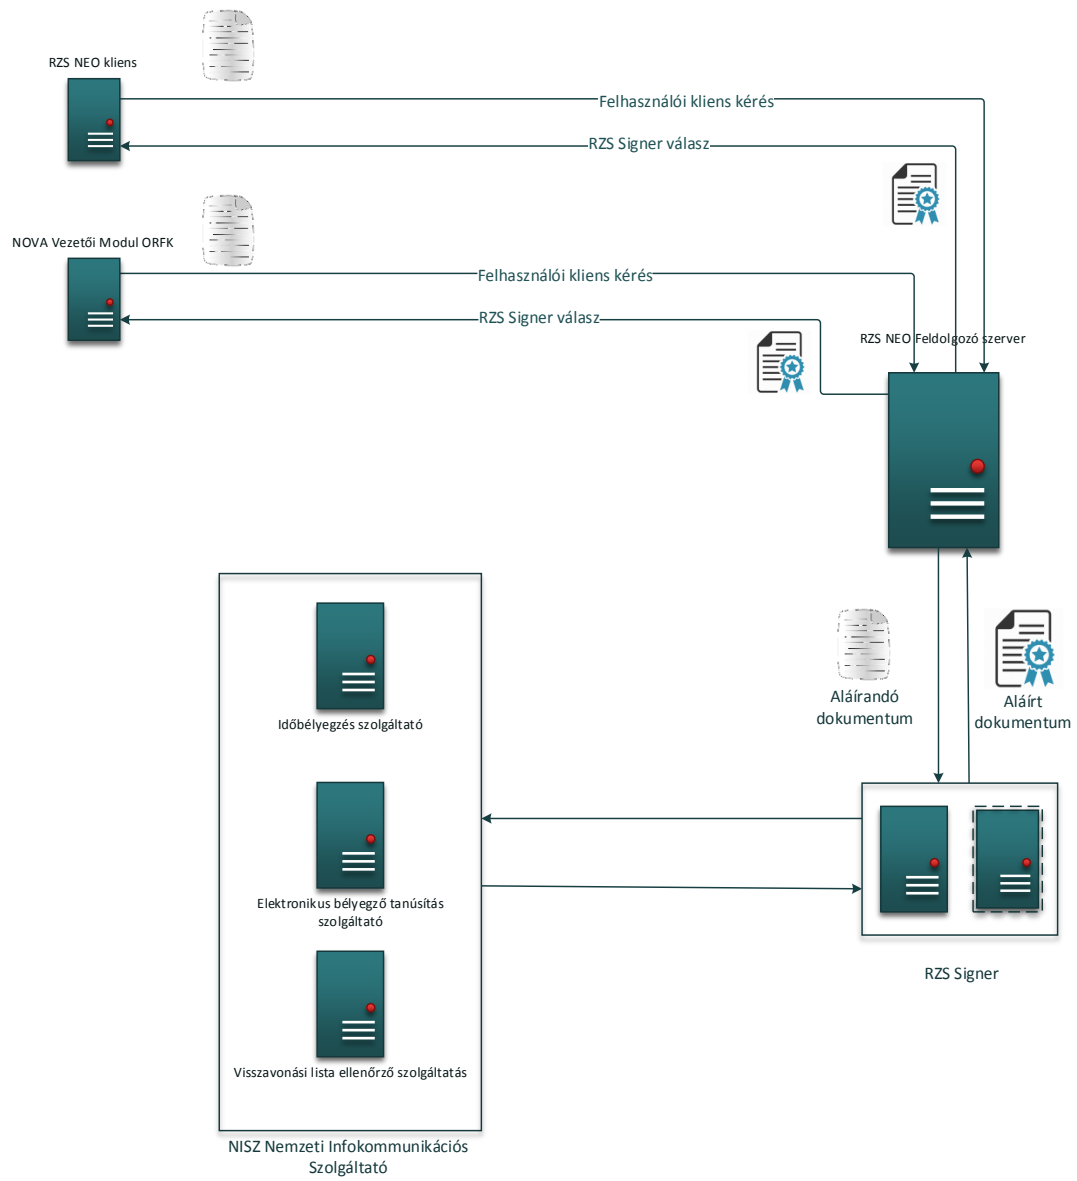 RZS NEO kliens
Felhasználói kliens kérés
RZS Signer válasz
NOVA Vezetői Modul ORFK
Felhasználói kliens kérés
RZS Signer válasz
RZS NEO Feldolgozó szerver
Aláírandó
dokumentum
Aláírt
dokumentum
Időbélyegzés szolgáltató
Elektronikus bélyegző tanúsítás
szolgáltató
RZS Signer
Visszavonási lista ellenőrző szolgáltatás
NISZ Nemzeti Infokommunikációs
Szolgáltató